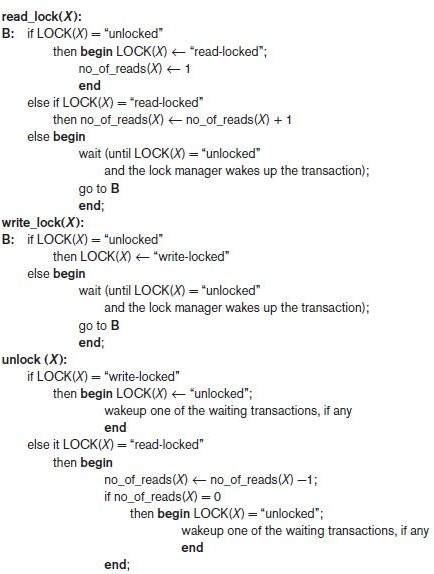 read_lock(X):
B: if LOCK(X) = “unlocked”
then begin LOCK(X) ← “read-locked”;
no_of_reads(X) ← 1
end
else if LOCK(X) = “read-locked”
then no_of_reads(X) ← no_of_reads(X) + 1
else begin
wait (until LOCK(X) = “unlocked”
and the lock manager wakes up the transaction);
go to B
end;
write_lock(X):
B: if LOCK(X) = “unlocked”
then LOCK(X) ← “write-locked”
else begin
wait (until LOCK(X) = “unlocked”
and the lock manager wakes up the transaction);
go to B
end;
unlock (X):
if LOCK(X) = “write-locked”
then begin LOCK(X) ← “unlocked”;
wakeup one of the waiting transactions, if any
end
else it LOCK(X) = “read-locked”
then begin
no_of_reads(X) ← no_of_reads(X) −1;
if no_of_reads(X) = 0
then begin LOCK(X) = “unlocked”;
wakeup one of the waiting transactions, if any
end
end;